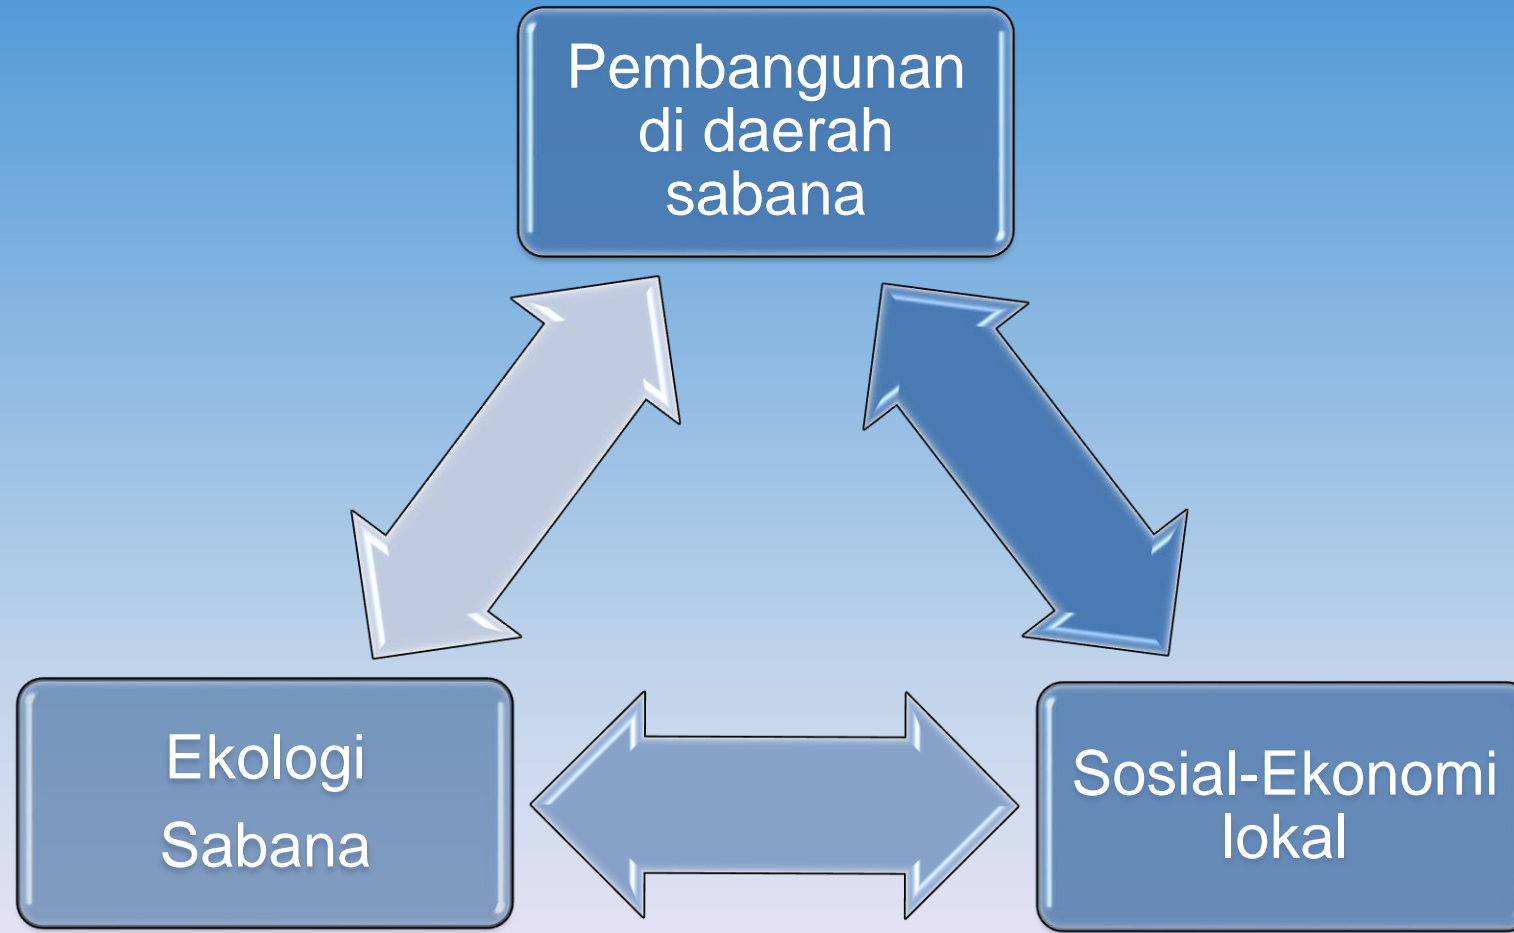 Pembangunan
di daerah
sabana
Ekologi
Sabana
Sosial-Ekonomi
lokal